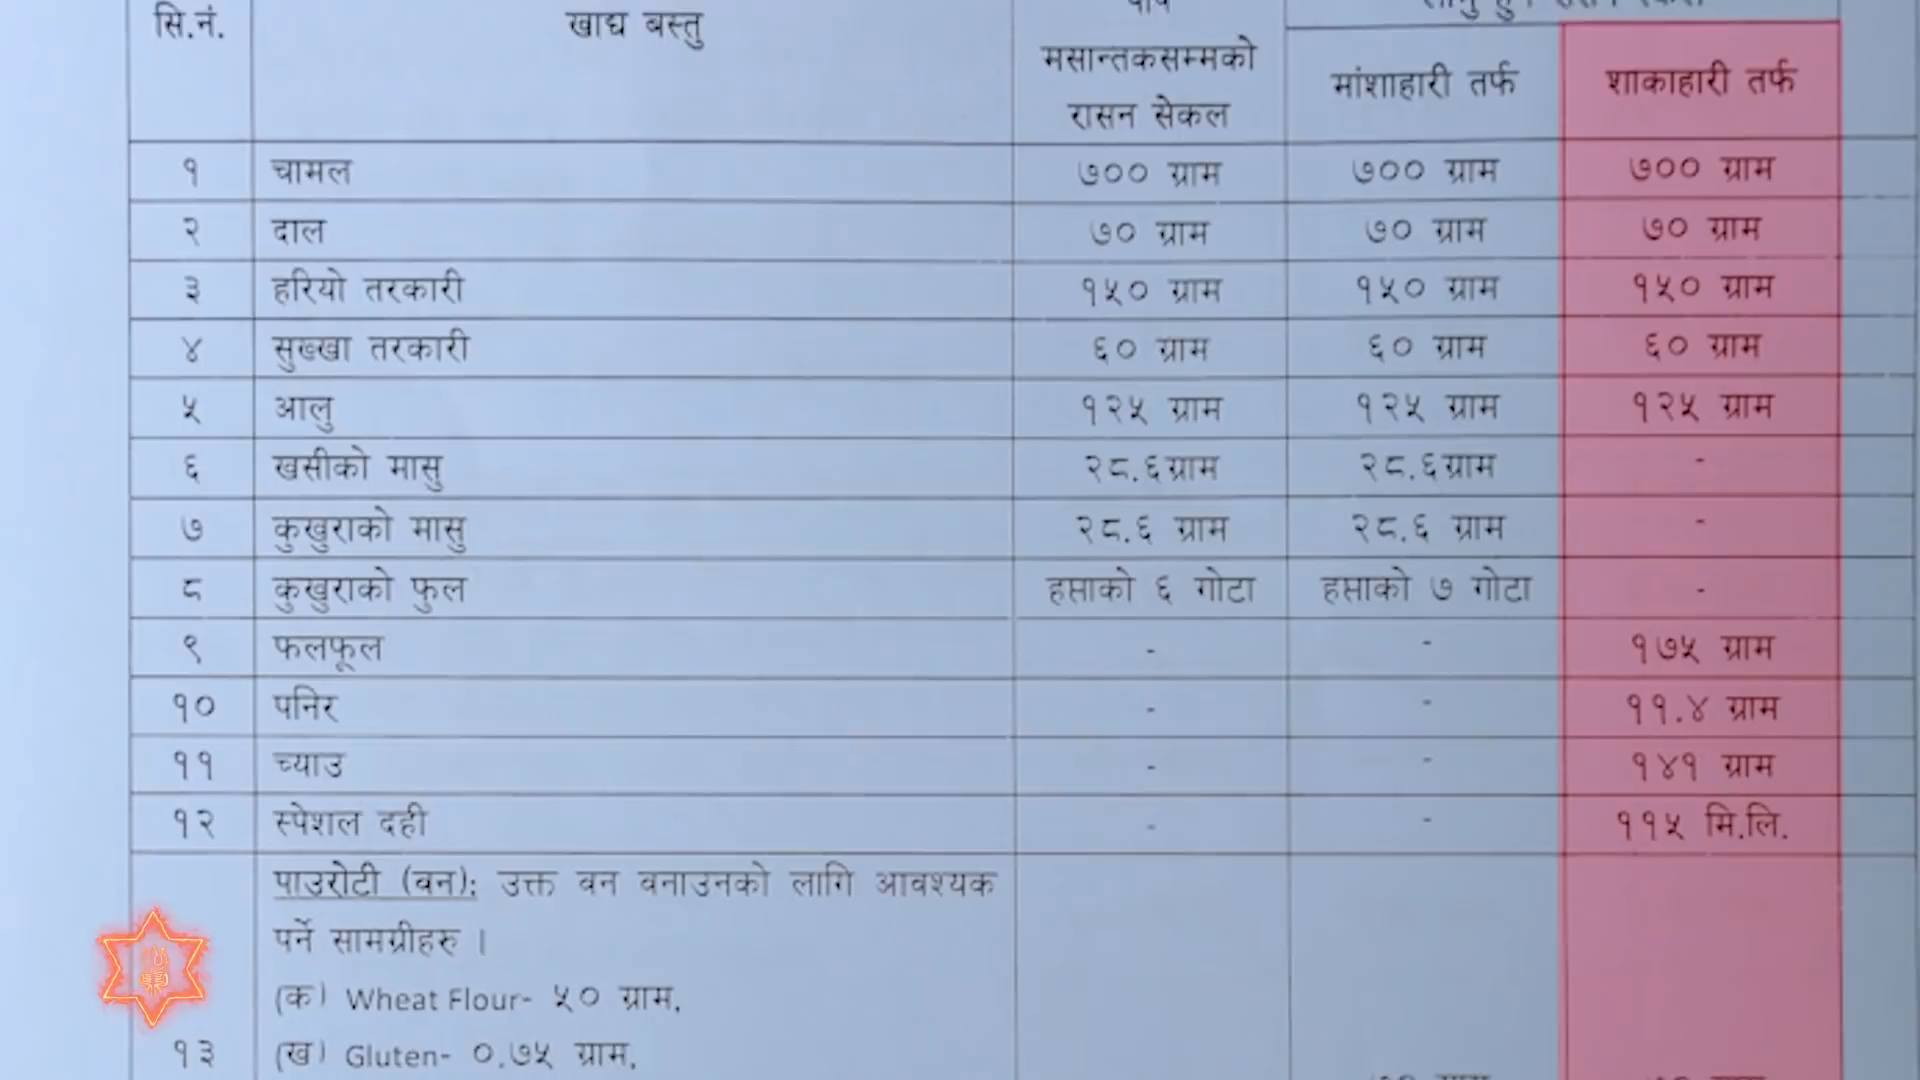 सि.नं. खाद्य बस्तु
मसान्तकसम्मको
रासन सेकल
मांशाहारी तर्फ शाकाहारी तर्फ
१ चामल ७०० ग्राम ७०० ग्राम ७०० ग्राम
२ दाल ७० ग्राम ७० ग्राम ७० ग्राम
३ हरियो तरकारी १५० ग्राम १५० ग्राम १५० ग्राम
४ सुख्खा तरकारी ६० ग्राम ६० ग्राम ६० ग्राम
५ आलु १२५ ग्राम १२५ ग्राम १२५ ग्राम
६ खसीको मासु २८.६ग्राम २८.६ग्राम -
७ कुखुराको मासु २८.६ ग्राम २८.६ ग्राम -
८ कुखुराको फुल हप्ताको ६ गोटा हप्ताको ७ गोटा -
९ फलफूल - - १७५ ग्राम
१० पनिर - - ११.४ ग्राम
११ च्याउ - - १४१ ग्राम
१२ स्पेशल दही - - ११५ मि.लि.
पाउरोटी (वन): उक्त वन वनाउनको लागि आवश्यक
पर्ने सामग्रीहरु ।
(क) Wheat Flour- ५० ग्राम,
१३ (ख) Gluten- ०.७५ ग्राम,